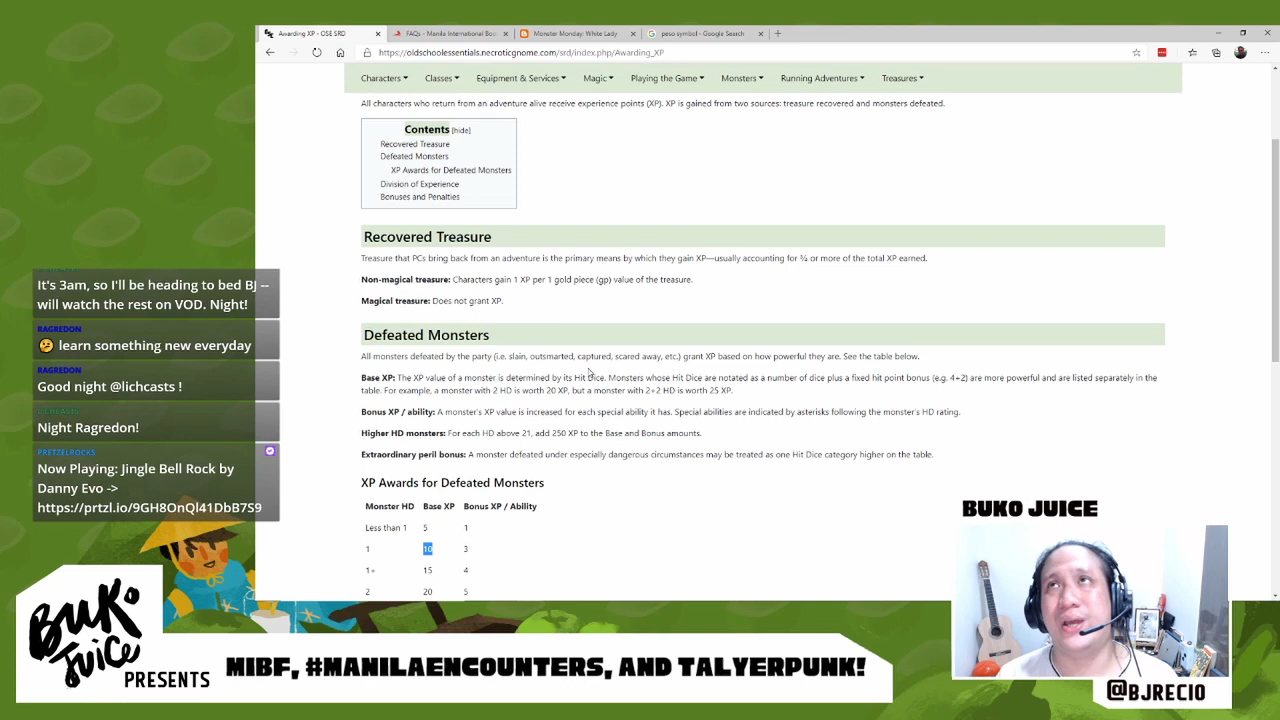 Awarding XP - OSE SRD
FAQs - Manila International Boo
Monster Monday: White Lady
peso symbol - Google Search
https://oldschoolessentials.necroticgnome.com/srd/index.php/Awarding_XP
Characters Classes Equipment & Services Magic Playing the Game Monsters Running Adventures Treasures
All characters who return from an adventure alive receive experience points (XP). XP is gained from two sources: treasure recovered and monsters defeated.
Contents [hide]
Recovered Treasure
Defeated Monsters
XP Awards for Defeated Monsters
Division of Experience
Bonuses and Penalties
Recovered Treasure
Treasure that PCs bring back from an adventure is the primary means by which they gain XP—usually accounting for ¾ or more of the total XP earned.
Non-magical treasure: Characters gain 1 XP per 1 gold piece (gp) value of the treasure.
Magical treasure: Does not grant XP.
Defeated Monsters
All monsters defeated by the party (i.e. slain, outsmarted, captured, scared away, etc.) grant XP based on how powerful they are. See the table below.
Base XP: The XP value of a monster is determined by its Hit Dice. Monsters whose Hit Dice are notated as a number of dice plus a fixed hit point bonus (e.g. 4+2) are more powerful and are listed separately in the
table. For example, a monster with 2 HD is worth 20 XP, but a monster with 2+2 HD is worth 25 XP.
Bonus XP / ability: A monster's XP value is increased for each special ability it has. Special abilities are indicated by asterisks following the monster's HD rating.
Higher HD monsters: For each HD above 21, add 250 XP to the Base and Bonus amounts.
Extraordinary peril bonus: A monster defeated under especially dangerous circumstances may be treated as one Hit Dice category higher on the table.
XP Awards for Defeated Monsters
Monster HD Base XP Bonus XP / Ability
Less than 1 5 1
1 10 3
1+ 15 4
2 20 5
It's 3am, so I'll be heading to bed BJ --
will watch the rest on VOD. Night!
RAGREDON
🤔 learn something new everyday
RAGREDON
Good night @lichcasts !
LICHCASTS
Night Ragredon!
PRETZELROCKS
Now Playing: Jingle Bell Rock by
Danny Evo ->
https://prtzl.io/9GH8OnQl41DbB7S9
BUKO JUICE
BUKO
JUICE
PRESENTS
MIBF, #MANILAENCOUNTERS, AND TALYERPUNK!
@BJRECIO